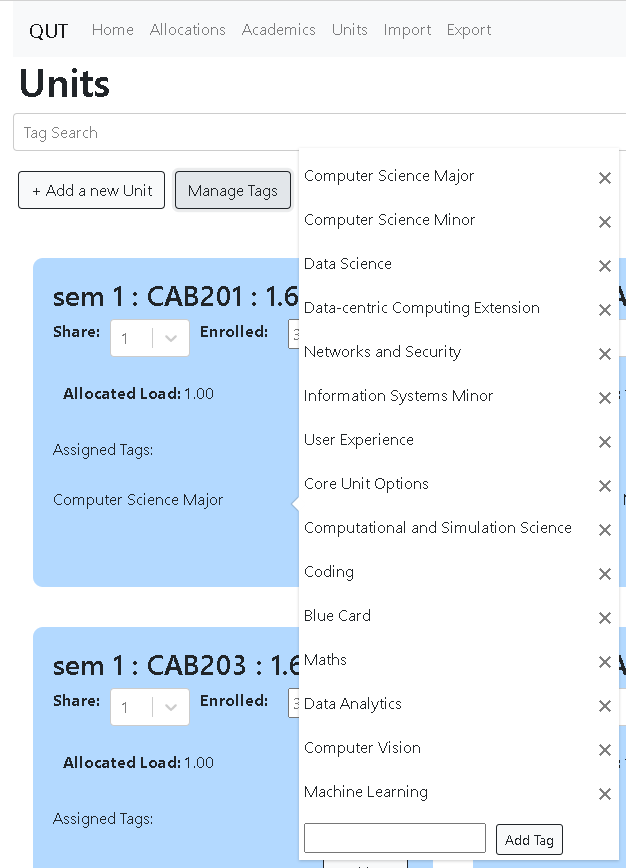 QUT Home Allocations Academics Units Import Export
Units
Tag Search
+ Add a new Unit Manage Tags
Computer Science Major ×
Computer Science Minor ×
Data Science ×
Data-centric Computing Extension ×
Networks and Security ×
Information Systems Minor ×
User Experience ×
Core Unit Options ×
Computational and Simulation Science ×
Coding ×
Blue Card ×
Maths ×
Data Analytics ×
Computer Vision ×
Machine Learning ×
Add Tag
sem 1 : CAB201 : 1.6
Share: 1 Enrolled:
Allocated Load: 1.00
Assigned Tags:
Computer Science Major
sem 1 : CAB203 : 1.6
Share: 1 Enrolled:
Allocated Load: 1.00
Assigned Tags: